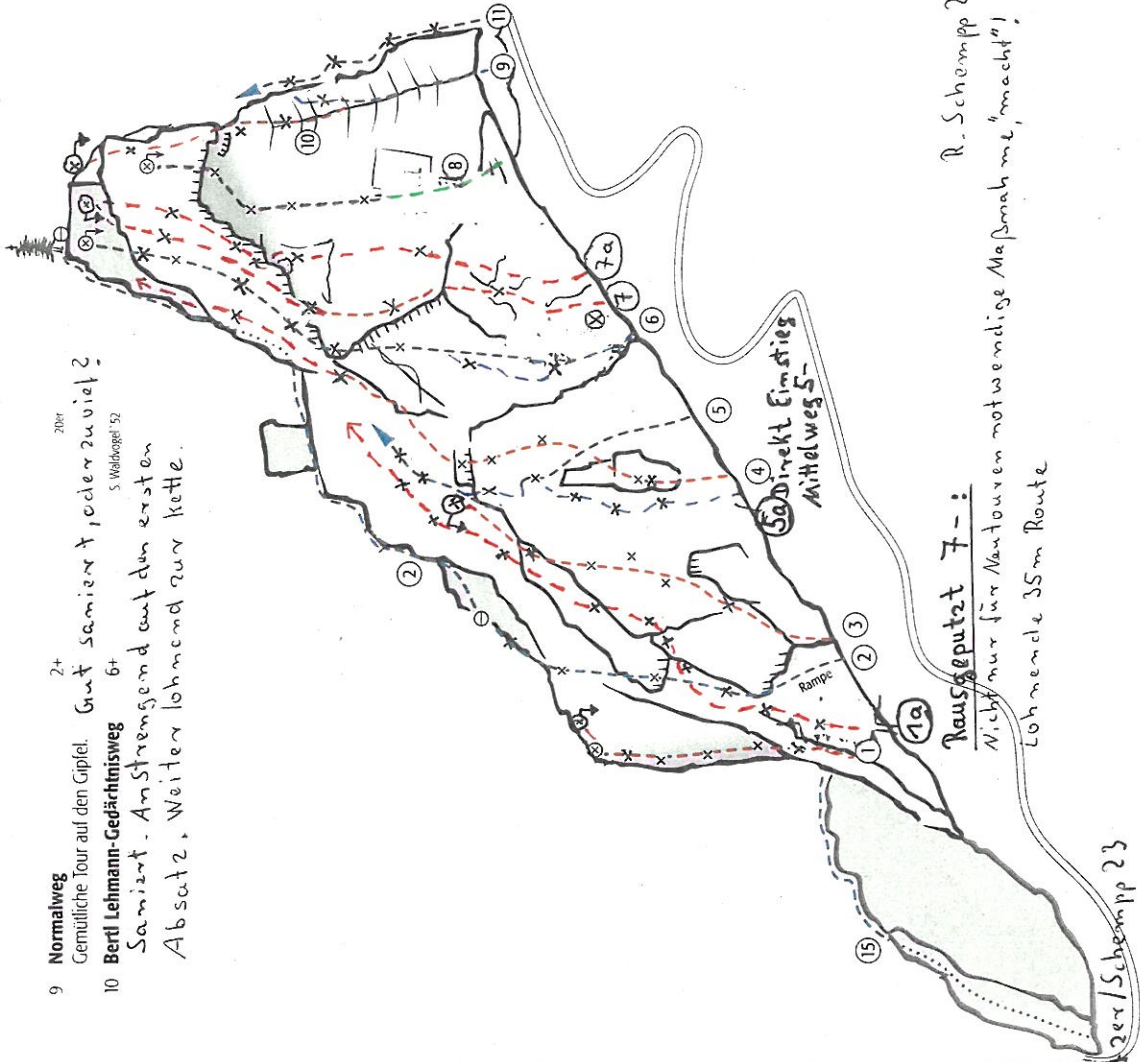 9 Normalweg 2+ 20er
Gemütliche Tour auf den Gipfel. Gut saniert, oder zuviel?
10 Bertl Lehmann-Gedächtnisweg 6+ S. Waldvogel '52
Saniert. Anstrengend auf den ersten
Absatz. Weiter lohnend zur Kette.
11
9
10
8
7a
7
6
5
4
5a Direkt Einstieg
Mittelweg 5-
2
3
2
Rampe
1a
1
15
R. Schempp 2
Rausgeputzt 7-:
Nicht nur für Neutouren notwendige Maßnahme, "macht"!
Lohnende 35m Route
zer/Schempp 23